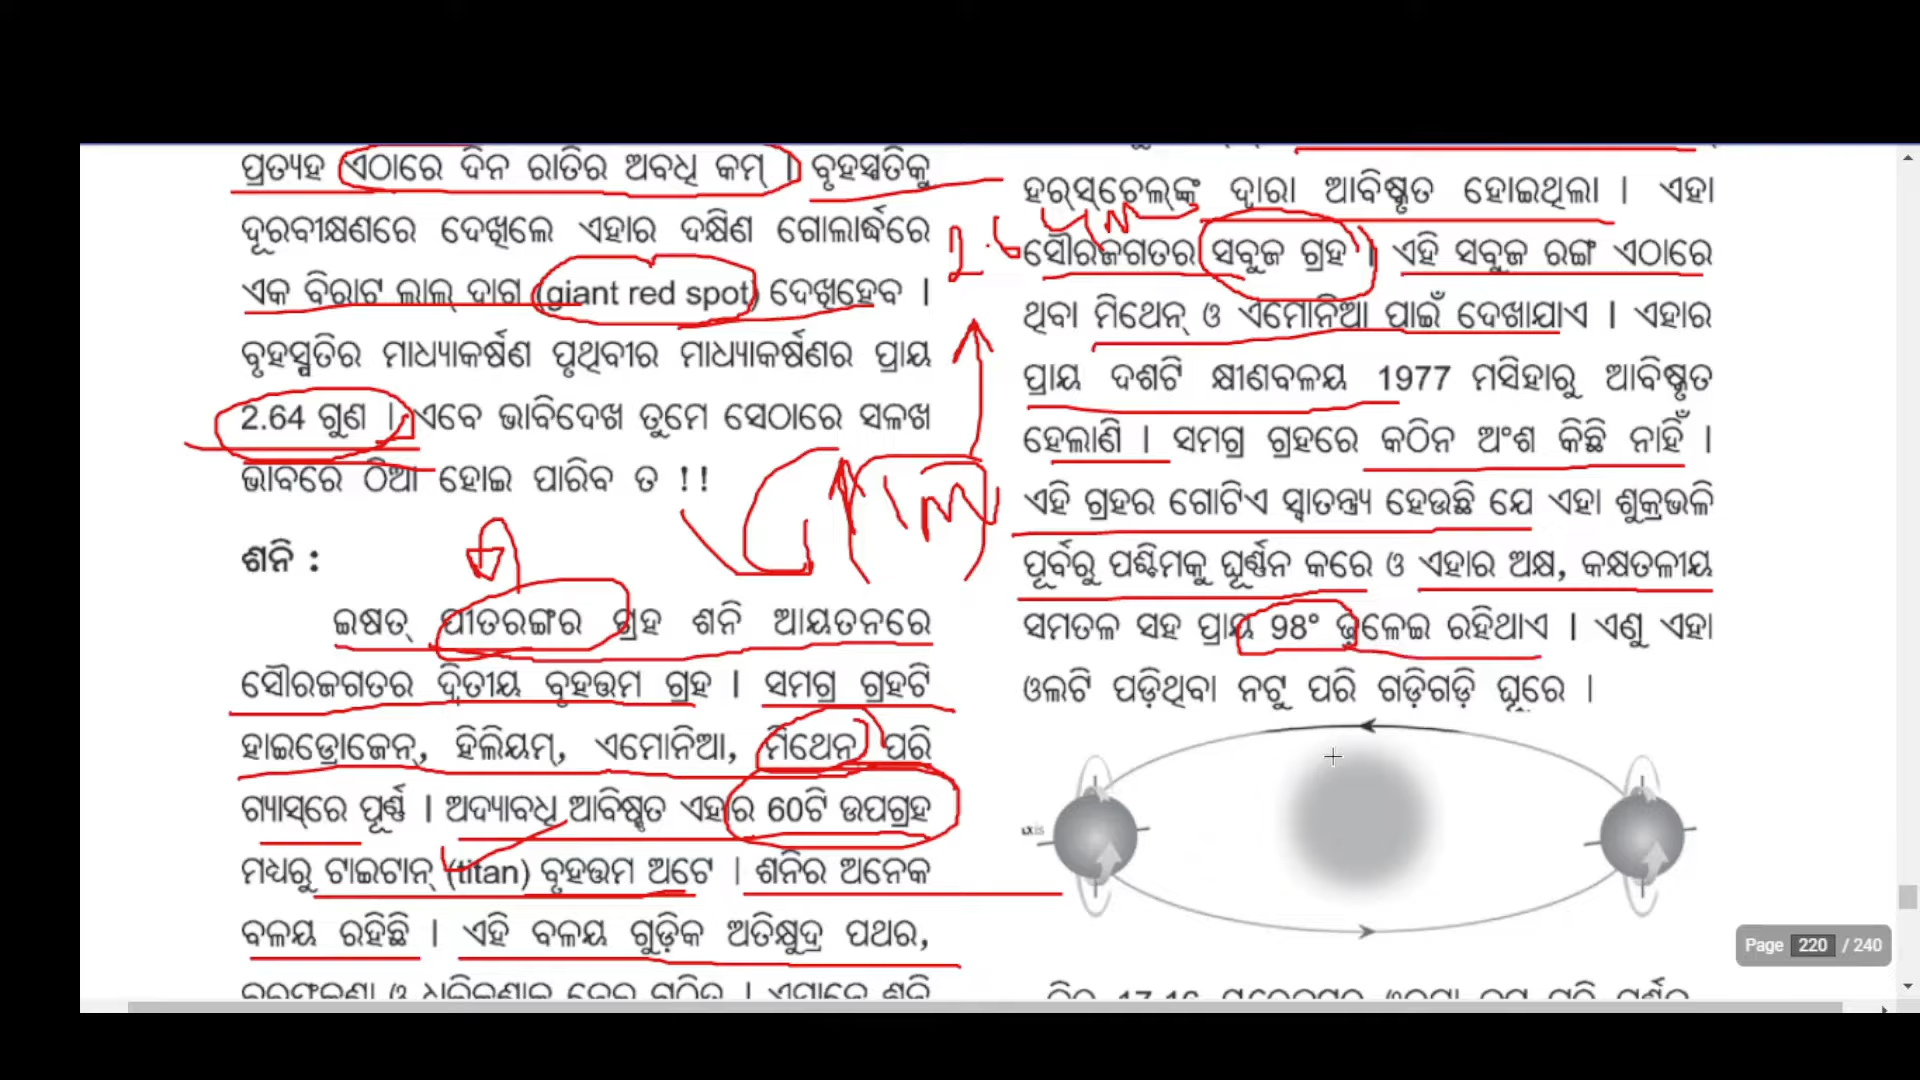 ପ୍ରତ୍ୟହ ଏଠାରେ ଦିନ ରାତିର ଅବଧି କମ୍ । ବୃହସ୍ପତିକୁ
ଦୂରବୀକ୍ଷଣରେ ଦେଖିଲେ ଏହାର ଦକ୍ଷିଣ ଗୋଲାର୍ଦ୍ଧରେ
ଏକ ବିରାଟ ଲାଲ୍ ଦାଗ (giant red spot) ଦେଖିହେବ ।
ବୃହସ୍ପତିର ମାଧ୍ୟାକର୍ଷଣ ପୃଥିବୀର ମାଧ୍ୟାକର୍ଷଣର ପ୍ରାୟ
2.64 ଗୁଣ । ଏବେ ଭାବିଦେଖ ତୁମେ ସେଠାରେ ସଳଖ
ଭାବରେ ଠିଆ ହୋଇ ପାରିବ ତ !!
1m
ଶନି :
ଇଷତ୍ ପୀତରଙ୍ଗର ଗ୍ରହ ଶନି ଆୟତନରେ
ସୌରଜଗତର ଦ୍ୱିତୀୟ ବୃହତ୍ତମ ଗ୍ରହ । ସମଗ୍ର ଗ୍ରହଟି
ହାଇଡ୍ରୋଜେନ୍, ହିଲିୟମ୍, ଏମୋନିଆ, ମିଥେନ୍ ପରି
ଗ୍ୟାସ୍‌ରେ ପୂର୍ଣ୍ଣ । ଅଦ୍ୟାବଧି ଆବିଷ୍କୃତ ଏହାର 60ଟି ଉପଗ୍ରହ
ମଧ୍ୟରୁ ଟାଇଟାନ୍ (titan) ବୃହତ୍ତମ ଅଟେ । ଶନିର ଅନେକ
ବଳୟ ରହିଛି । ଏହି ବଳୟ ଗୁଡ଼ିକ ଅତିକ୍ଷୁଦ୍ର ପଥର,
ହର୍‌ସ୍‌ଚେଲ୍‌ଙ୍କ ଦ୍ୱାରା ଆବିଷ୍କୃତ ହୋଇଥିଲା । ଏହା
2.64m
ସୌରଜଗତର ସବୁଜ ଗ୍ରହ । ଏହି ସବୁଜ ରଙ୍ଗ ଏଠାରେ
ଥିବା ମିଥେନ୍ ଓ ଏମୋନିଆ ପାଇଁ ଦେଖାଯାଏ । ଏହାର
ପ୍ରାୟ ଦଶଟି କ୍ଷୀଣବଳୟ 1977 ମସିହାରୁ ଆବିଷ୍କୃତ
ହେଲାଣି । ସମଗ୍ର ଗ୍ରହରେ କଠିନ ଅଂଶ କିଛି ନାହିଁ ।
ଏହି ଗ୍ରହର ଗୋଟିଏ ସ୍ୱାତନ୍ତ୍ର୍ୟ ହେଉଛି ଯେ ଏହା ଶୁକ୍ରଭଳି
ପୂର୍ବରୁ ପଶ୍ଚିମକୁ ଘୂର୍ଣ୍ଣନ କରେ ଓ ଏହାର ଅକ୍ଷ, କକ୍ଷତଳୀୟ
ସମତଳ ସହ ପ୍ରାୟ 98° ଢ଼ଳେଇ ରହିଥାଏ । ଏଣୁ ଏହା
ଓଲଟି ପଡ଼ିଥିବା ନଟୁ ପରି ଗଡ଼ିଗଡ଼ି ଘୂରେ ।
axis
Page 220 / 240